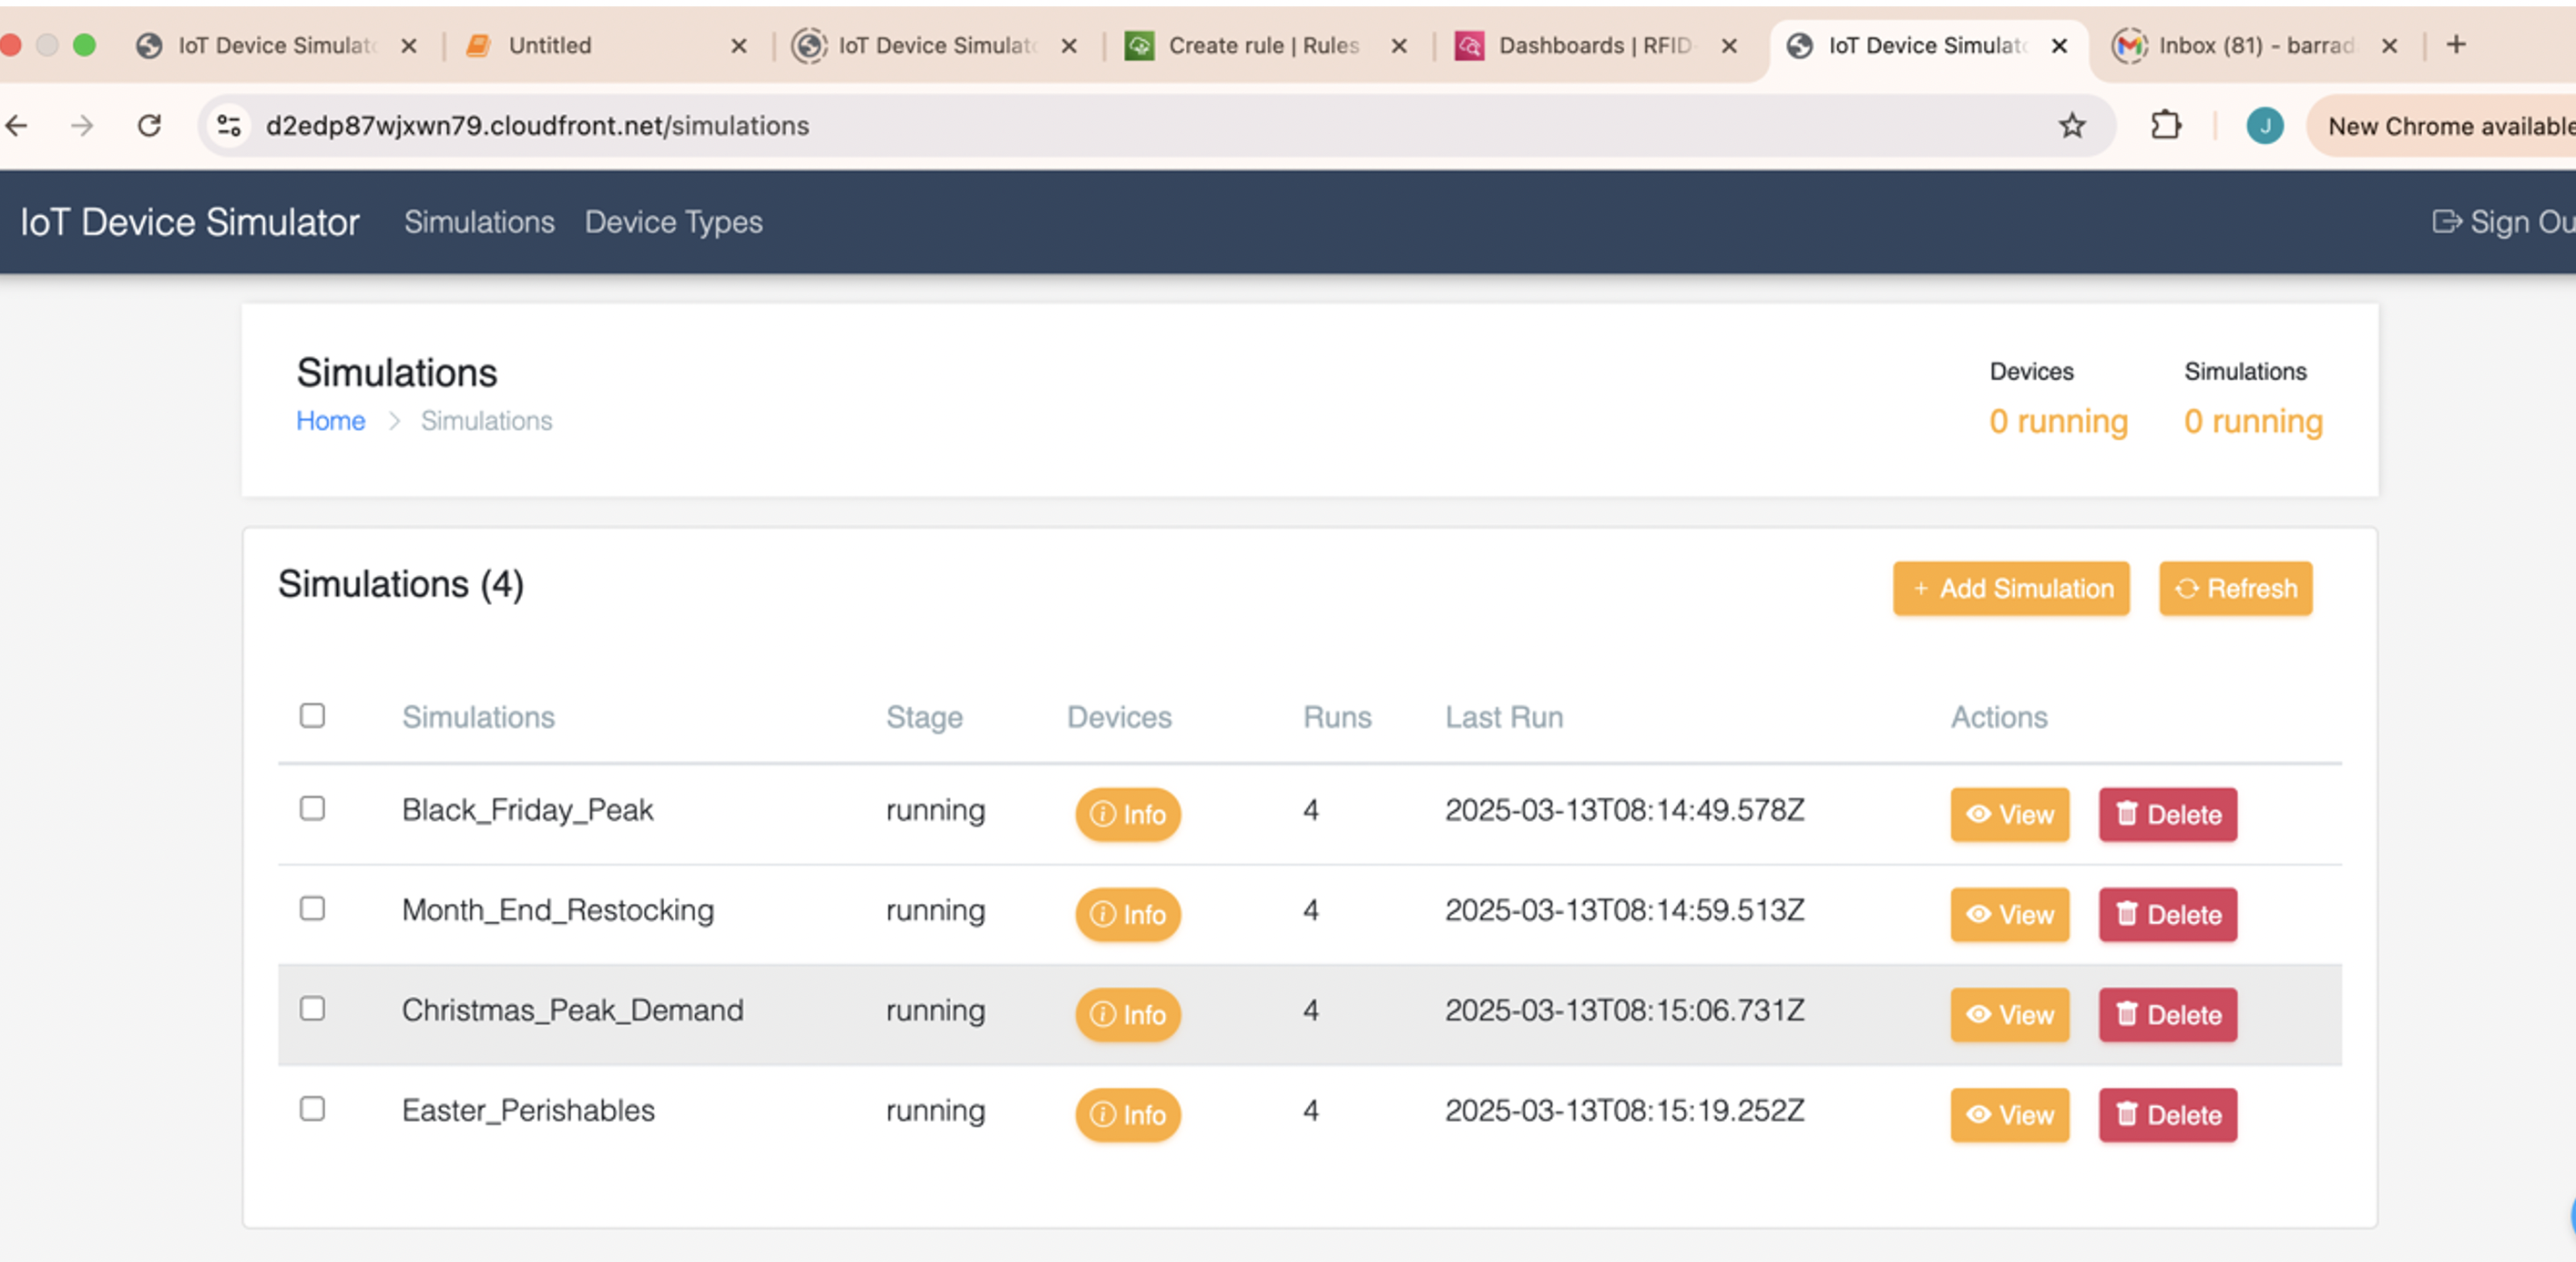 IoT Device Simulat
Untitled
IoT Device Simulat
Create rule | Rules
Dashboards | RFID-
IoT Device Simulat
Inbox (81) - barrad
d2edp87wjxwn79.cloudfront.net/simulations
J
New Chrome available
IoT Device Simulator
Simulations
Device Types
Sign Ou
Simulations
Home > Simulations
Devices
0 running
Simulations
0 running
Simulations (4)
+ Add Simulation
Refresh
Simulations Stage Devices Runs Last Run Actions
Black_Friday_Peak running Info 4 2025-03-13T08:14:49.578Z View Delete
Month_End_Restocking running Info 4 2025-03-13T08:14:59.513Z View Delete
Christmas_Peak_Demand running Info 4 2025-03-13T08:15:06.731Z View Delete
Easter_Perishables running Info 4 2025-03-13T08:15:19.252Z View Delete